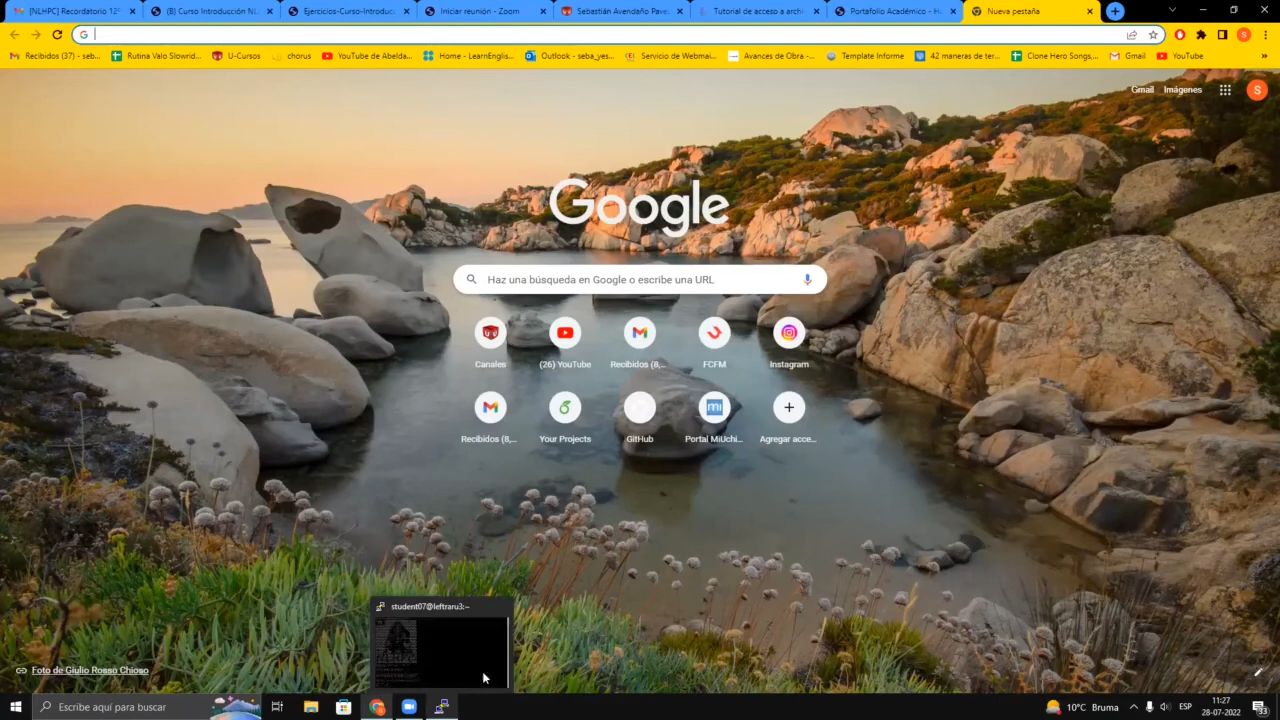 [NLHPC] Recordatorio 12°
(B) Curso Introducción NL
Ejercicios-Curso-Introduc
Iniciar reunión - Zoom
Sebastián Avendaño Pave
Tutorial de acceso a archi
Portafolio Académico - H
Nueva pestaña
Recibidos (37) - seb...
Rutina Valo Slowrid...
U-Cursos
chorus
YouTube de Abelda...
Home - LearnEnglis...
Outlook - seba_yes...
Servicio de Webmai...
Avances de Obra -...
Template Informe
42 maneras de ter...
Clone Hero Songs,...
Gmail
YouTube
»
Gmail
Imágenes
S
Google
Haz una búsqueda en Google o escribe una URL
Canales
(26) YouTube
Recibidos (8,...
FCFM
Instagram
Recibidos (8,...
Your Projects
GitHub
Portal MiUchi...
Agregar acce...
student07@leftraru3:~
Foto de Giulio Rosso Chioso
Escribe aquí para buscar
10°C Bruma
ESP
11:27
28-07-2022
33